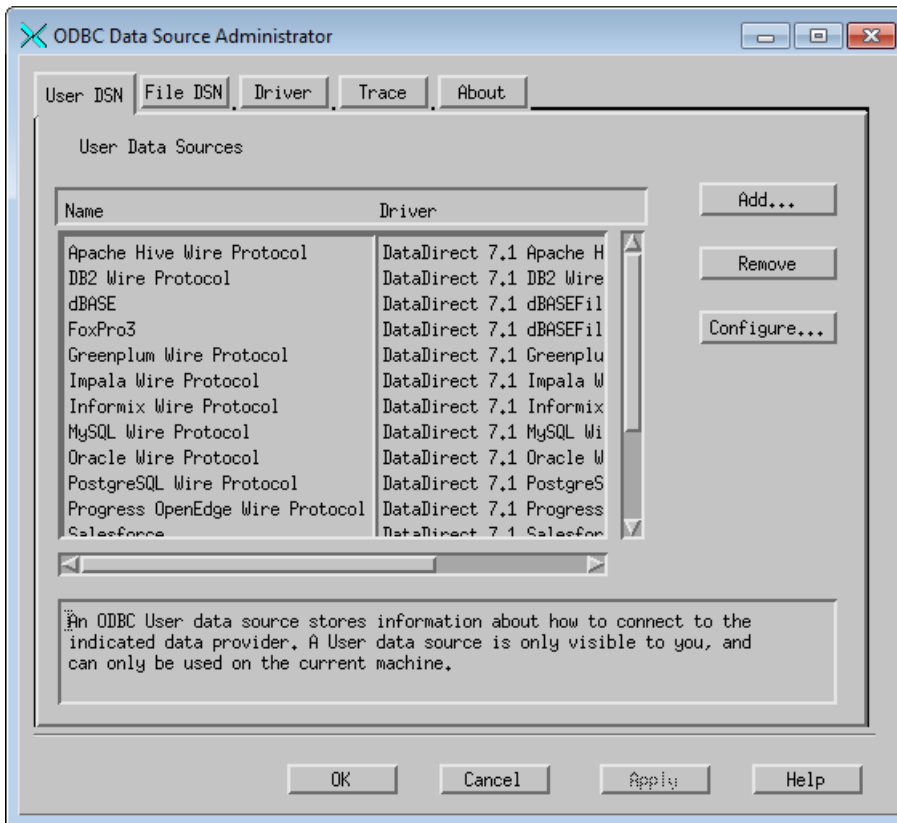 ODBC Data Source Administrator
User DSN File DSN Driver Trace About
User Data Sources
Name Driver
Apache Hive Wire Protocol DataDirect 7.1 Apache H
DB2 Wire Protocol DataDirect 7.1 DB2 Wire
dBASE DataDirect 7.1 dBASEFil
FoxPro3 DataDirect 7.1 dBASEFil
Greenplum Wire Protocol DataDirect 7.1 Greenplu
Impala Wire Protocol DataDirect 7.1 Impala W
Informix Wire Protocol DataDirect 7.1 Informix
MySQL Wire Protocol DataDirect 7.1 MySQL Wi
Oracle Wire Protocol DataDirect 7.1 Oracle W
PostgreSQL Wire Protocol DataDirect 7.1 PostgreS
Progress OpenEdge Wire Protocol DataDirect 7.1 Progress
Salesforce DataDirect 7.1 Salesfor
Add...
Remove
Configure...
An ODBC User data source stores information about how to connect to the
indicated data provider. A User data source is only visible to you, and
can only be used on the current machine.
OK Cancel Apply Help